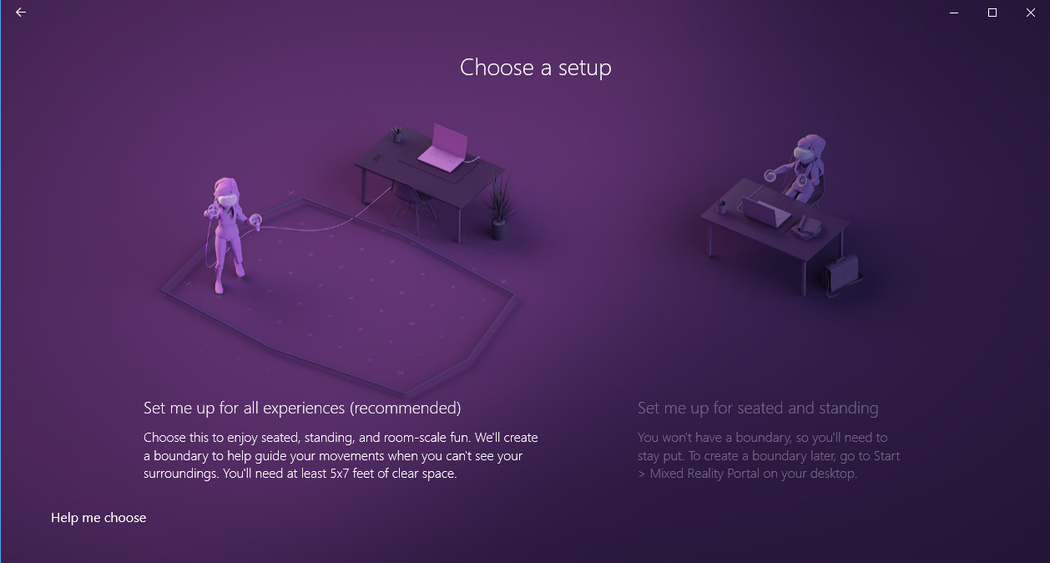 Choose a setup
Set me up for all experiences (recommended)
Choose this to enjoy seated, standing, and room-scale fun. We'll create
a boundary to help guide your movements when you can't see your
surroundings. You'll need at least 5x7 feet of clear space.
Set me up for seated and standing
You won't have a boundary, so you'll need to
stay put. To create a boundary later, go to Start
> Mixed Reality Portal on your desktop.
Help me choose